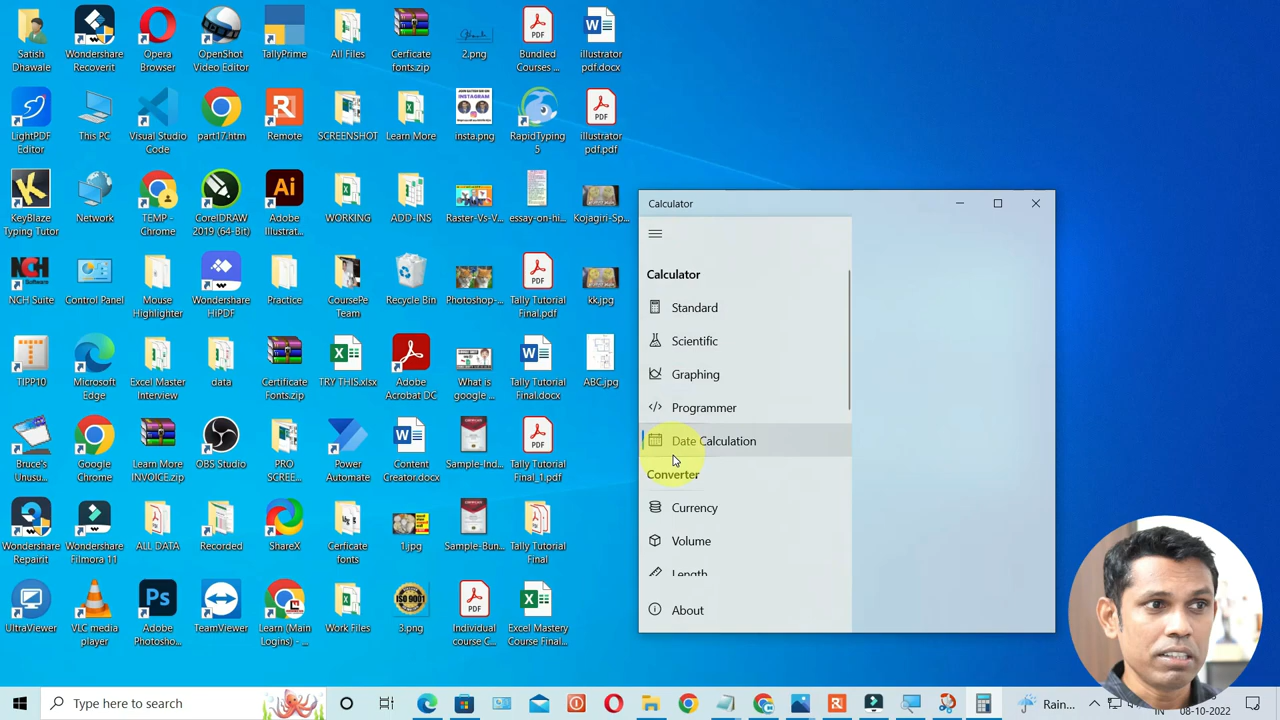 Satish
Dhawale
Wondershare
Recoverit
Opera
Browser
OpenShot
Video Editor
TallyPrime
All Files
Cerficate
fonts.zip
2.png
Bundled
Courses ...
illustrator
pdf.docx
LightPDF
Editor
This PC
Visual Studio
Code
part17.htm
Remote
SCREENSHOT
Learn More
insta.png
RapidTyping
5
illustrator
pdf.pdf
KeyBlaze
Typing Tutor
Network
TEMP -
Chrome
CorelDRAW
2019 (64-Bit)
Adobe
Illustrat...
WORKING
ADD-INS
Raster-Vs-V...
essay-on-hi...
Kojagiri-Sp...
NCH Suite
Control Panel
Mouse
Highlighter
Wondershare
HiPDF
Practice
CoursePe
Team
Recycle Bin
Photoshop-...
Tally Tutorial
Final.pdf
kk.jpg
TIPP10
Microsoft
Edge
Excel Master
Interview
data
Certificate
Fonts.zip
TRY THIS.xlsx
Adobe
Acrobat DC
What is
google ...
Tally Tutorial
Final.docx
ABC.jpg
Bruce's
Unusu...
Google
Chrome
Learn More
INVOICE.zip
OBS Studio
PRO
SCREE...
Power
Automate
Content
Creator.docx
Sample-Ind...
Tally Tutorial
Final_1.pdf
Wondershare
Repairit
Wondershare
Filmora 11
ALL DATA
Recorded
ShareX
Cerficate
fonts
1.jpg
Sample-Bun...
Tally Tutorial
Final
UltraViewer
VLC media
player
Adobe
Photosho...
TeamViewer
Learn (Main
Logins) - ...
Work Files
3.png
Individual
course C...
Excel Mastery
Course Final...
Calculator
Calculator
Standard
Scientific
Graphing
Programmer
Date Calculation
Converter
Currency
Volume
Length
About
Type here to search
Rain...
IN
08-10-2022